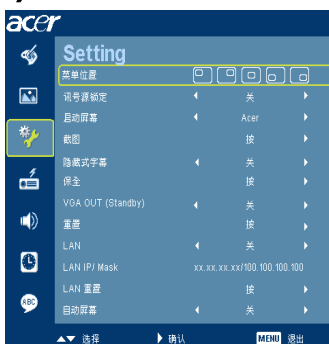 acer
Setting
菜单位置
讯号源锁定 关
启动屏幕 Acer
截图 按
隐藏式字幕 关
保全 按
VGA OUT (Standby) 关
重置 按
LAN 关
LAN IP/ Mask xx.xx.xx.xx/100.100.100.100
LAN 重置 按
自动屏幕 关
ABC
选择 确认 MENU 退出